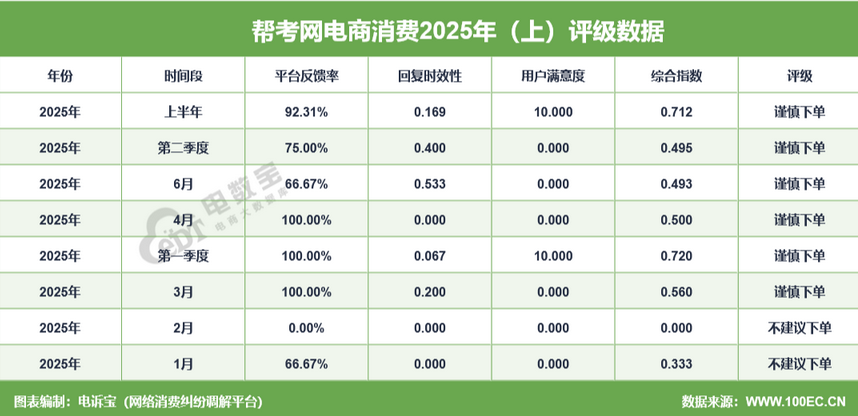 帮考网电商消费2025年（上）评级数据
年份 时间段 平台反馈率 回复时效性 用户满意度 综合指数 评级
2025年 上半年 92.31% 0.169 10.000 0.712 谨慎下单
2025年 第二季度 75.00% 0.400 0.000 0.495 谨慎下单
2025年 6月 66.67% 0.533 0.000 0.493 谨慎下单
2025年 4月 100.00% 0.000 0.000 0.500 谨慎下单
2025年 第一季度 100.00% 0.067 10.000 0.720 谨慎下单
2025年 3月 100.00% 0.200 0.000 0.560 谨慎下单
2025年 2月 0.00% 0.000 0.000 0.000 不建议下单
2025年 1月 66.67% 0.000 0.000 0.333 不建议下单
电数宝
电商大数据库
图表编制：电诉宝（网络消费纠纷调解平台） 数据来源：WWW.100EC.CN